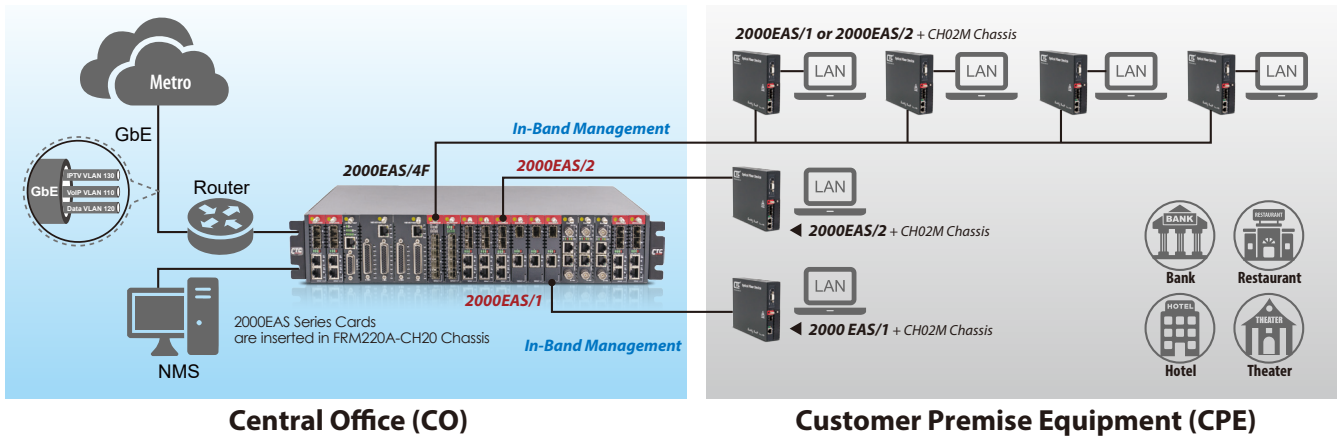 Metro
GbE
GbE
IPTV VLAN 130
VoIP VLAN 110
Data VLAN 120
Router
2000EAS/4F
In-Band Management
2000EAS/2
CTC
CTC
2000EAS/1
In-Band Management
2000EAS Series Cards
are inserted in FRM220A-CH20 Chassis
NMS
Central Office (CO)
2000EAS/1 or 2000EAS/2 + CH02M Chassis
LAN
LAN
LAN
LAN
LAN
2000EAS/2 + CH02M Chassis
LAN
2000 EAS/1 + CH02M Chassis
BANK
Bank
RESTAURANT
Restaurant
HOTEL
Hotel
THEATER
Theater
Customer Premise Equipment (CPE)